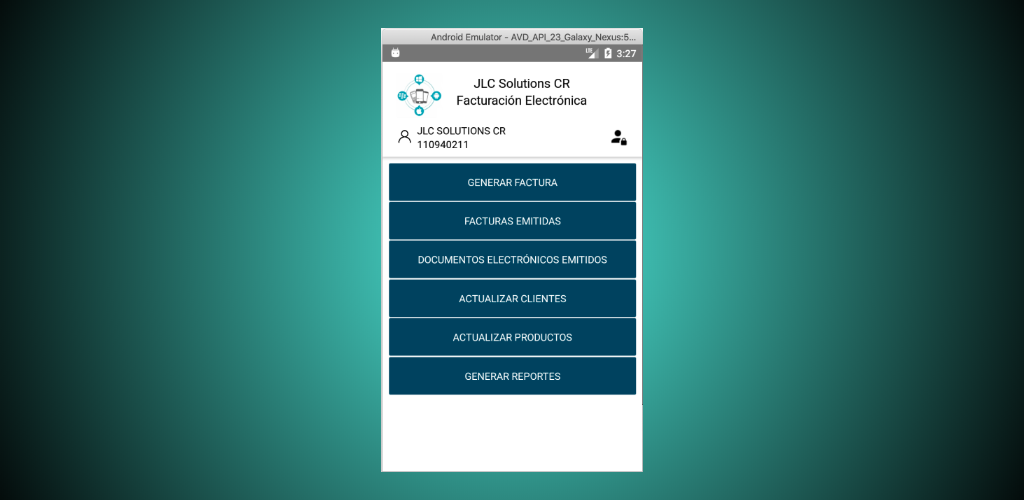 Android Emulator - AVD_API_23_Galaxy_Nexus:5...
LTE 3:27
JLC Solutions CR
Facturación Electrónica
JLC SOLUTIONS CR
110940211
GENERAR FACTURA
FACTURAS EMITIDAS
DOCUMENTOS ELECTRÓNICOS EMITIDOS
ACTUALIZAR CLIENTES
ACTUALIZAR PRODUCTOS
GENERAR REPORTES